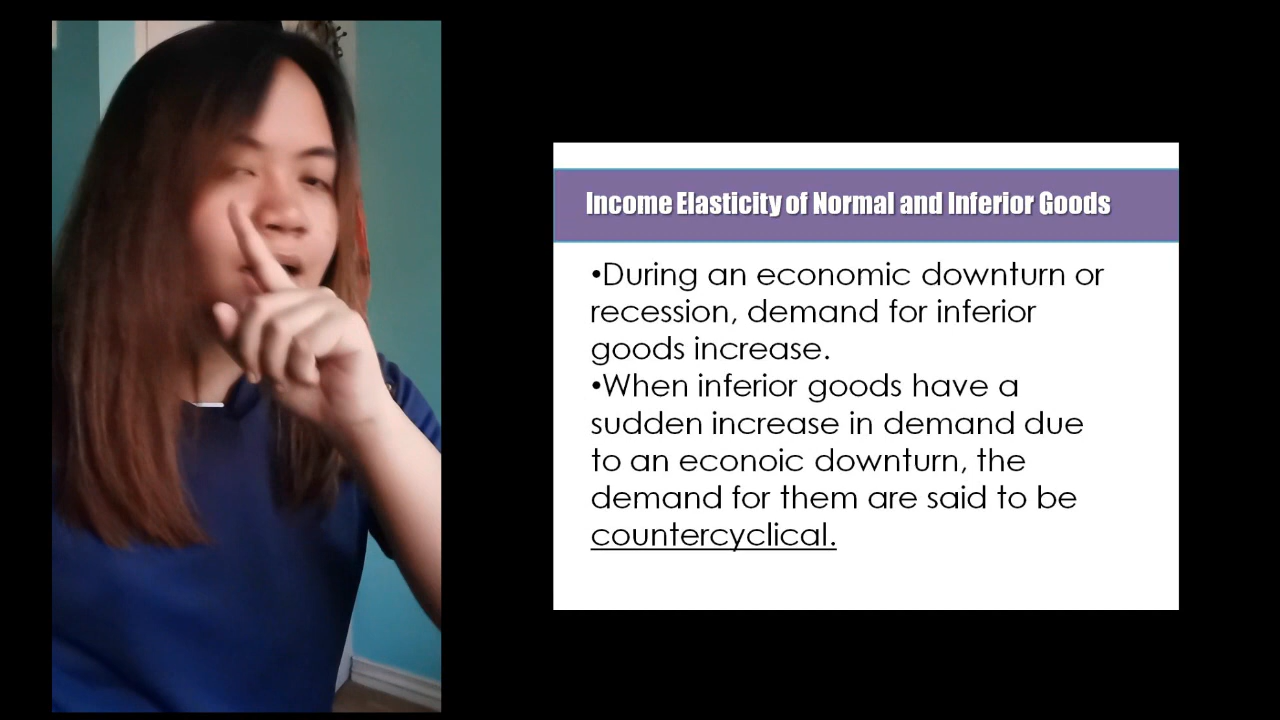 Income Elasticity of Normal and Inferior Goods
•During an economic downturn or
recession, demand for inferior
goods increase.
•When inferior goods have a
sudden increase in demand due
to an econoic downturn, the
demand for them are said to be
countercyclical.